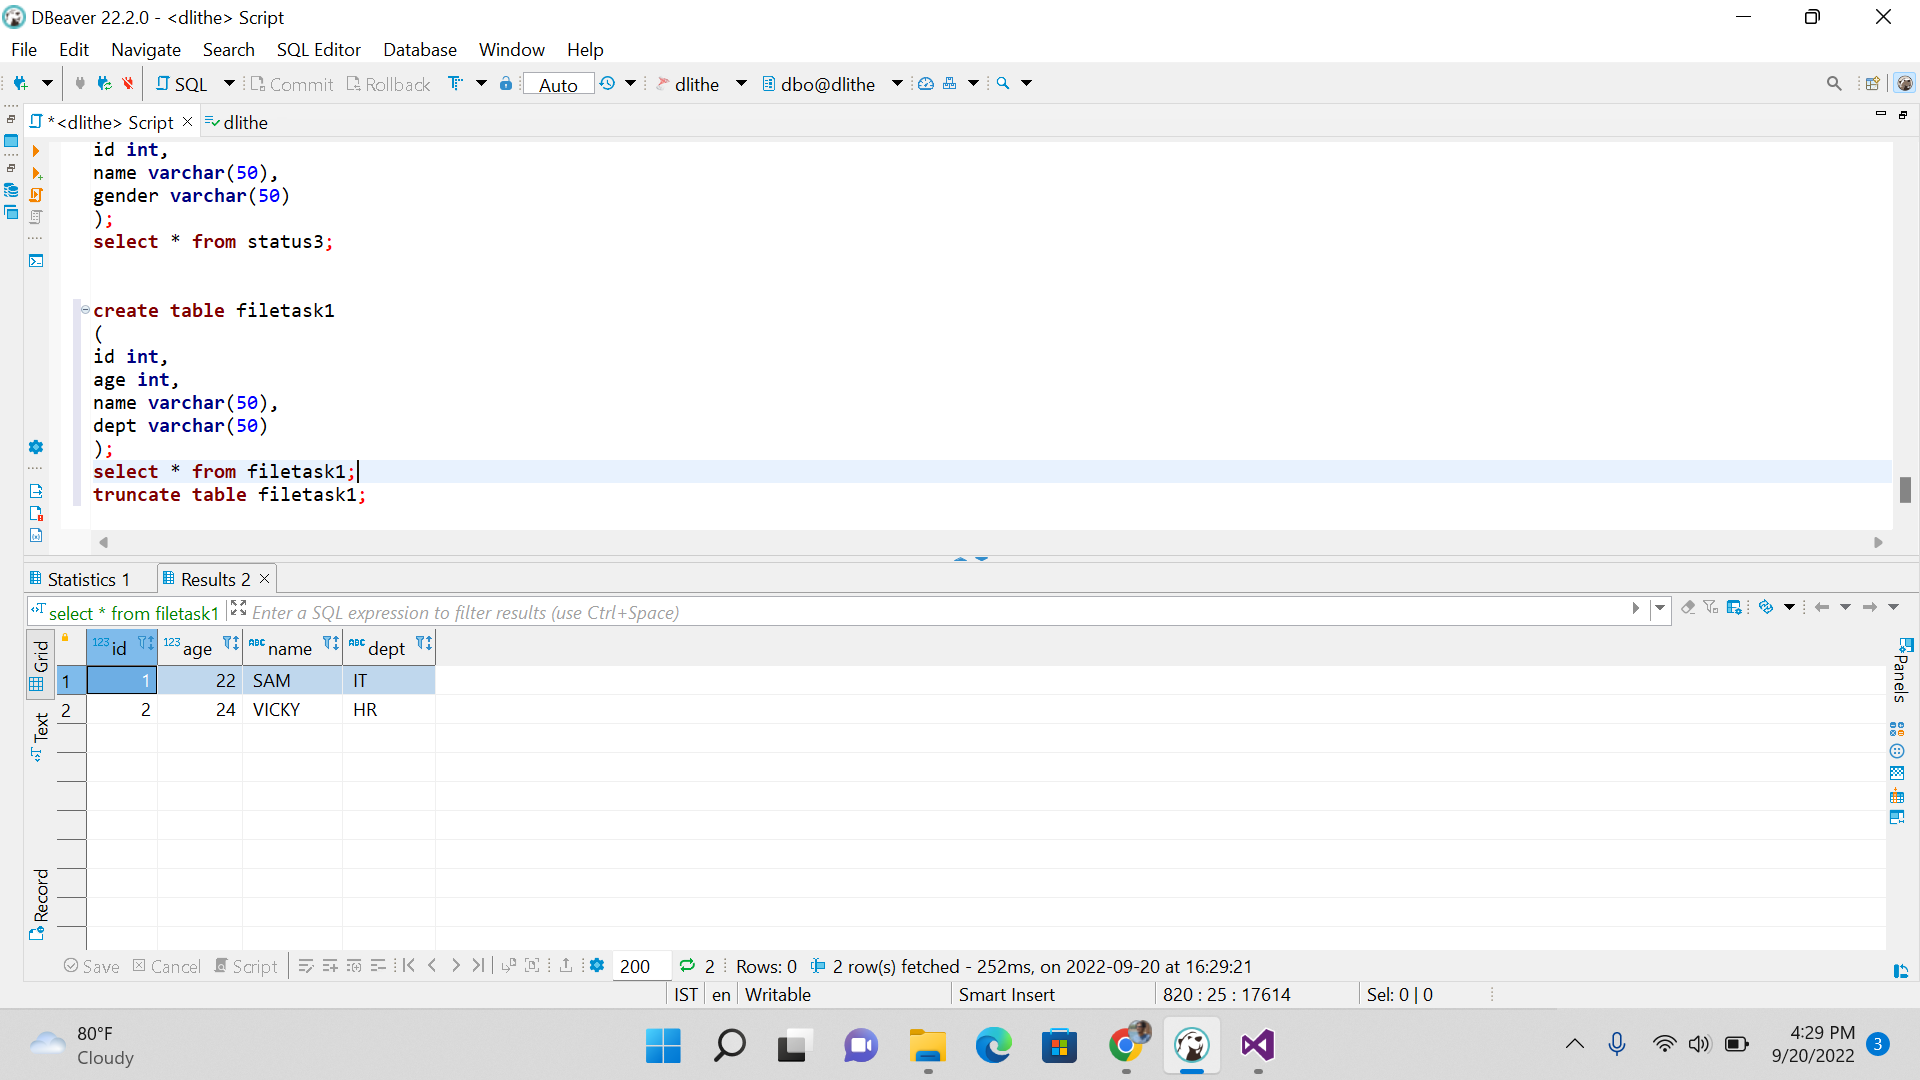 DBeaver 22.2.0 - <dlithe> Script
File Edit Navigate Search SQL Editor Database Window Help
SQL Commit Rollback Auto dlithe dbo@dlithe
*<dlithe> Script dlithe
id int,
name varchar(50),
gender varchar(50)
);
select * from status3;
create table filetask1
(
id int,
age int,
name varchar(50),
dept varchar(50)
);
select * from filetask1;
truncate table filetask1;
Statistics 1 Results 2
select * from filetask1 Enter a SQL expression to filter results (use Ctrl+Space)
Grid
Text
Record
Panels
123 id 123 age ABC name ABC dept
1 1 22 SAM IT
2 2 24 VICKY HR
Save Cancel Script 200 2 Rows: 0 2 row(s) fetched - 252ms, on 2022-09-20 at 16:29:21
IST en Writable Smart Insert 820 : 25 : 17614 Sel: 0 | 0
80°F
Cloudy
4:29 PM
9/20/2022
3